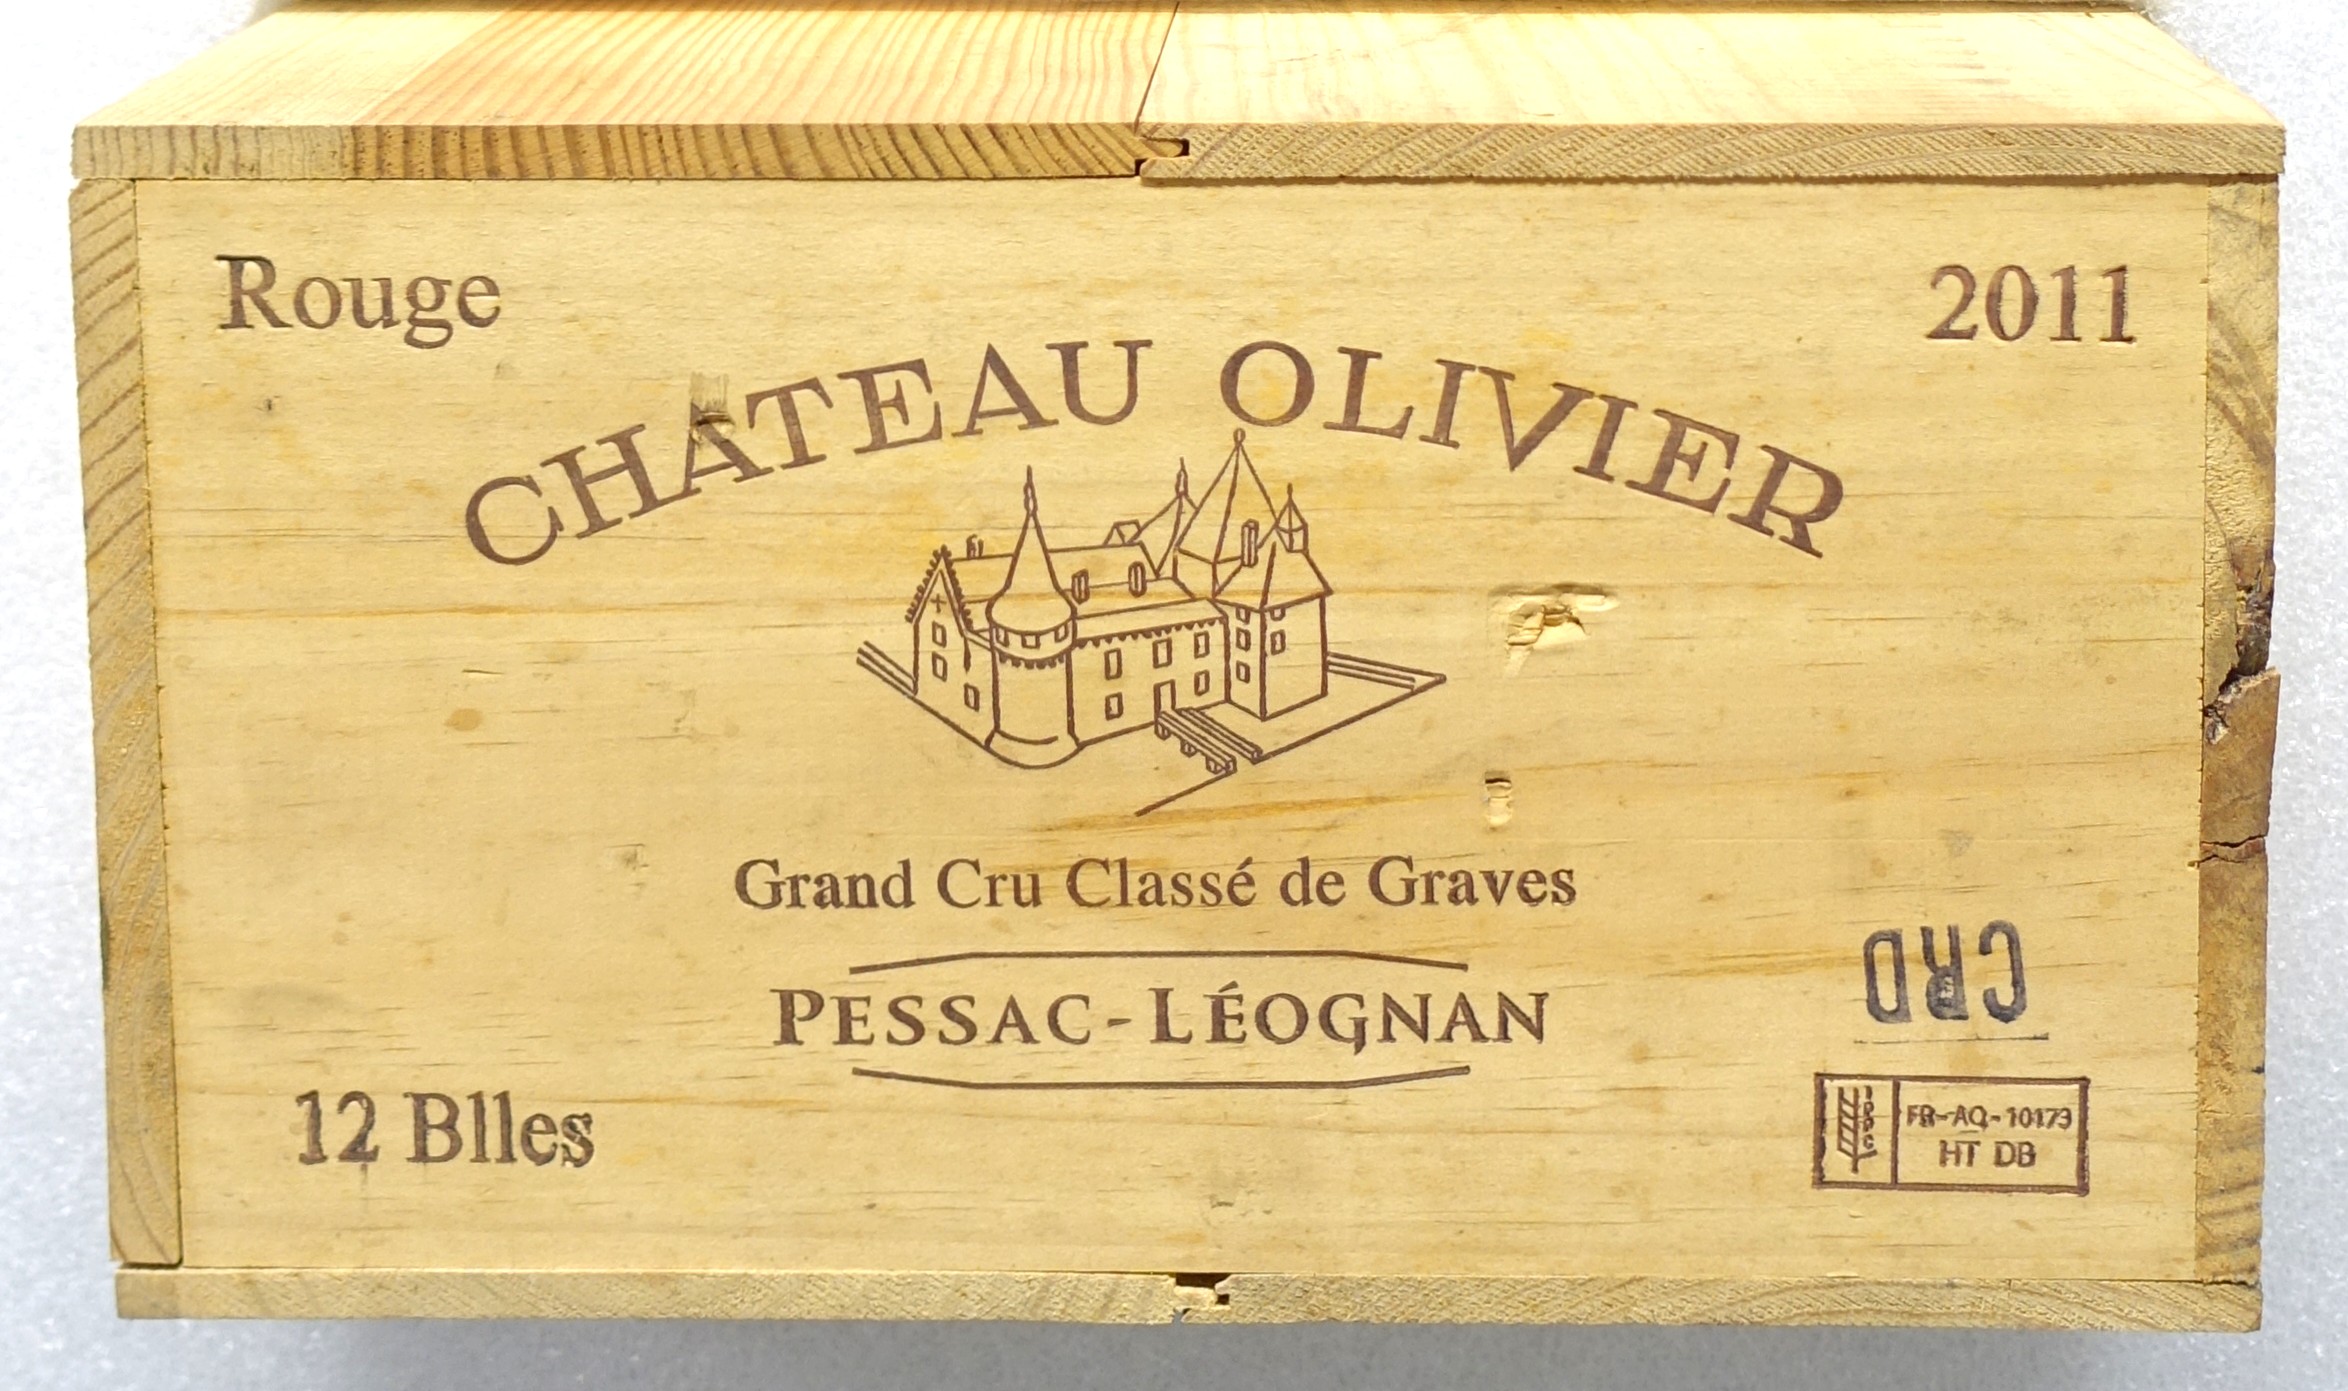 Rouge
2011
CHATEAU OLIVIER
Grand Cru Classé de Graves
PESSAC-LÉOGNAN
CRD
12 Blles
IPPC
FR-AQ-10173
HT DB